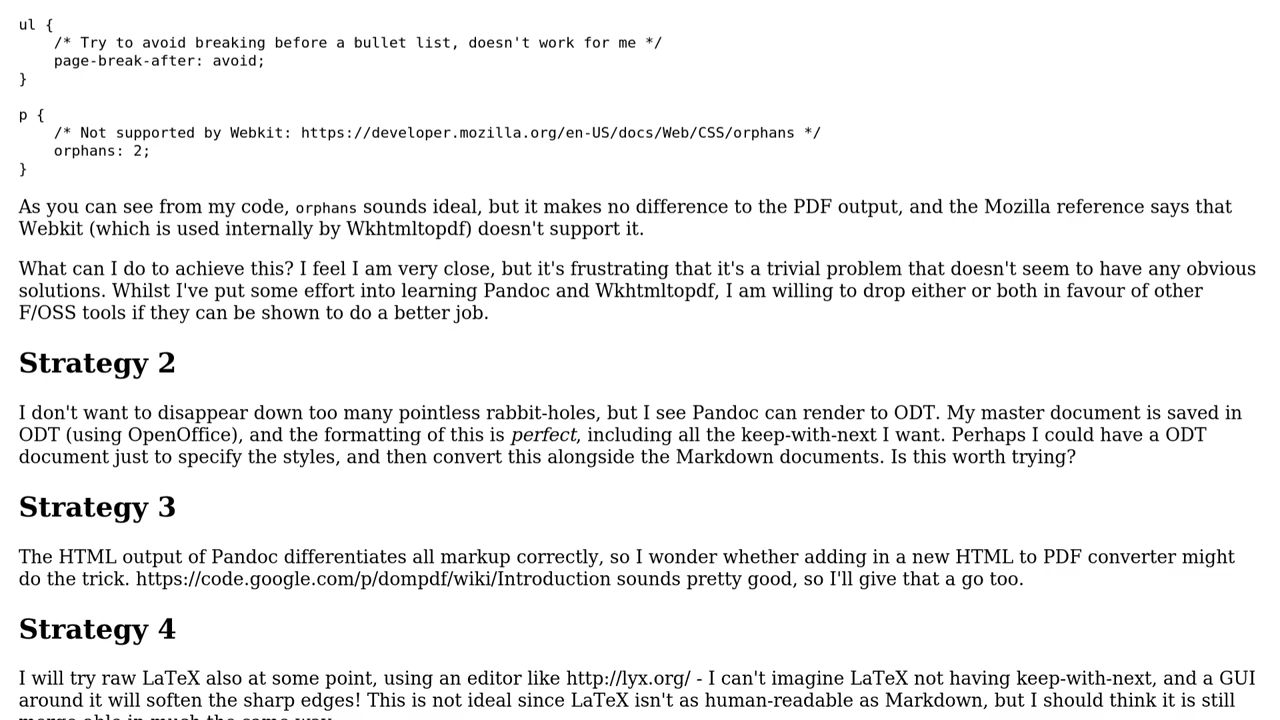 ul {
    /* Try to avoid breaking before a bullet list, doesn't work for me */
    page-break-after: avoid;
}
p {
    /* Not supported by Webkit: https://developer.mozilla.org/en-US/docs/Web/CSS/orphans */
    orphans: 2;
}
As you can see from my code, orphans sounds ideal, but it makes no difference to the PDF output, and the Mozilla reference says that
Webkit (which is used internally by Wkhtmltopdf) doesn't support it.
What can I do to achieve this? I feel I am very close, but it's frustrating that it's a trivial problem that doesn't seem to have any obvious
solutions. Whilst I've put some effort into learning Pandoc and Wkhtmltopdf, I am willing to drop either or both in favour of other
F/OSS tools if they can be shown to do a better job.
Strategy 2
I don't want to disappear down too many pointless rabbit-holes, but I see Pandoc can render to ODT. My master document is saved in
ODT (using OpenOffice), and the formatting of this is perfect, including all the keep-with-next I want. Perhaps I could have a ODT
document just to specify the styles, and then convert this alongside the Markdown documents. Is this worth trying?
Strategy 3
The HTML output of Pandoc differentiates all markup correctly, so I wonder whether adding in a new HTML to PDF converter might
do the trick. https://code.google.com/p/dompdf/wiki/Introduction sounds pretty good, so I'll give that a go too.
Strategy 4
I will try raw LaTeX also at some point, using an editor like http://lyx.org/ - I can't imagine LaTeX not having keep-with-next, and a GUI
around it will soften the sharp edges! This is not ideal since LaTeX isn't as human-readable as Markdown, but I should think it is still